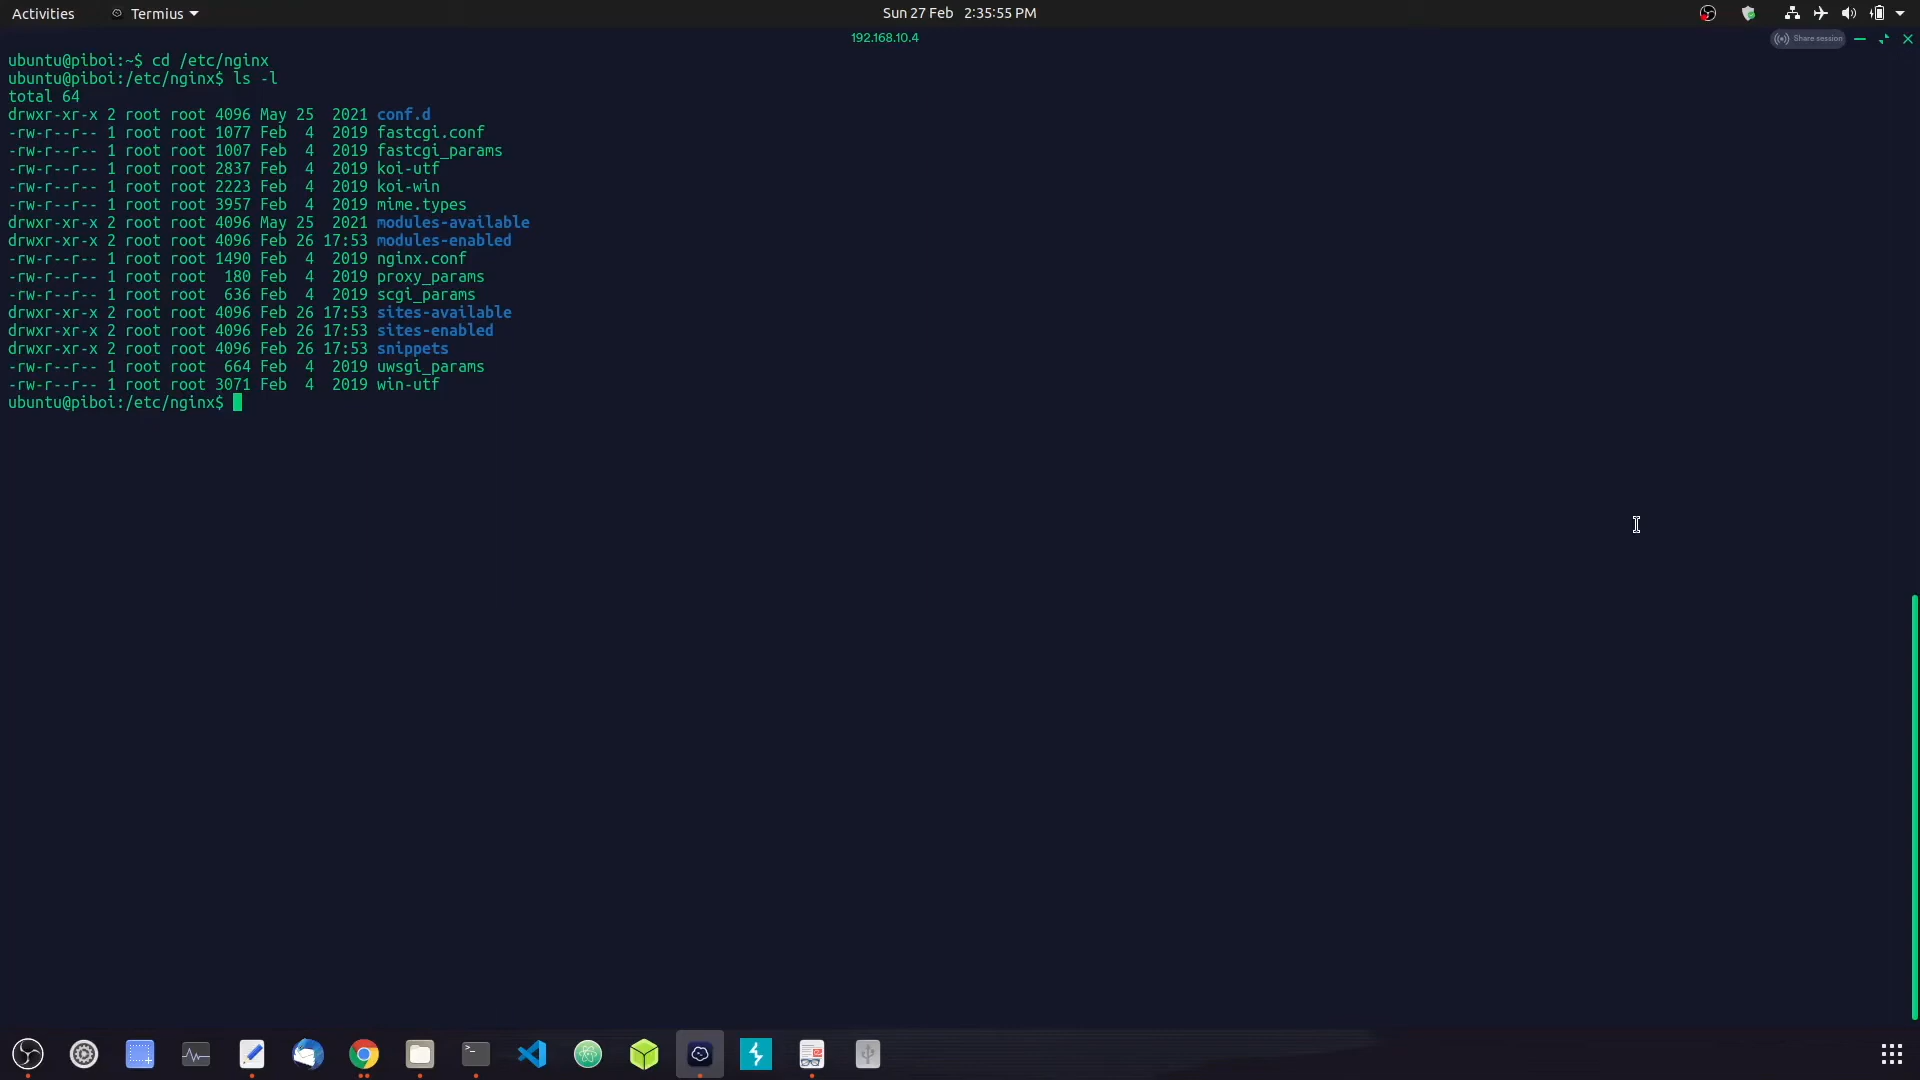 Activities Termius Sun 27 Feb 2:35:55 PM
192.168.10.4 Share session
ubuntu@piboi:~$ cd /etc/nginx
ubuntu@piboi:/etc/nginx$ ls -l
total 64
drwxr-xr-x 2 root root 4096 May 25  2021 conf.d
-rw-r--r-- 1 root root 1077 Feb  4  2019 fastcgi.conf
-rw-r--r-- 1 root root 1007 Feb  4  2019 fastcgi_params
-rw-r--r-- 1 root root 2837 Feb  4  2019 koi-utf
-rw-r--r-- 1 root root 2223 Feb  4  2019 koi-win
-rw-r--r-- 1 root root 3957 Feb  4  2019 mime.types
drwxr-xr-x 2 root root 4096 May 25  2021 modules-available
drwxr-xr-x 2 root root 4096 Feb 26 17:53 modules-enabled
-rw-r--r-- 1 root root 1490 Feb  4  2019 nginx.conf
-rw-r--r-- 1 root root  180 Feb  4  2019 proxy_params
-rw-r--r-- 1 root root  636 Feb  4  2019 scgi_params
drwxr-xr-x 2 root root 4096 Feb 26 17:53 sites-available
drwxr-xr-x 2 root root 4096 Feb 26 17:53 sites-enabled
drwxr-xr-x 2 root root 4096 Feb 26 17:53 snippets
-rw-r--r-- 1 root root  664 Feb  4  2019 uwsgi_params
-rw-r--r-- 1 root root 3071 Feb  4  2019 win-utf
ubuntu@piboi:/etc/nginx$